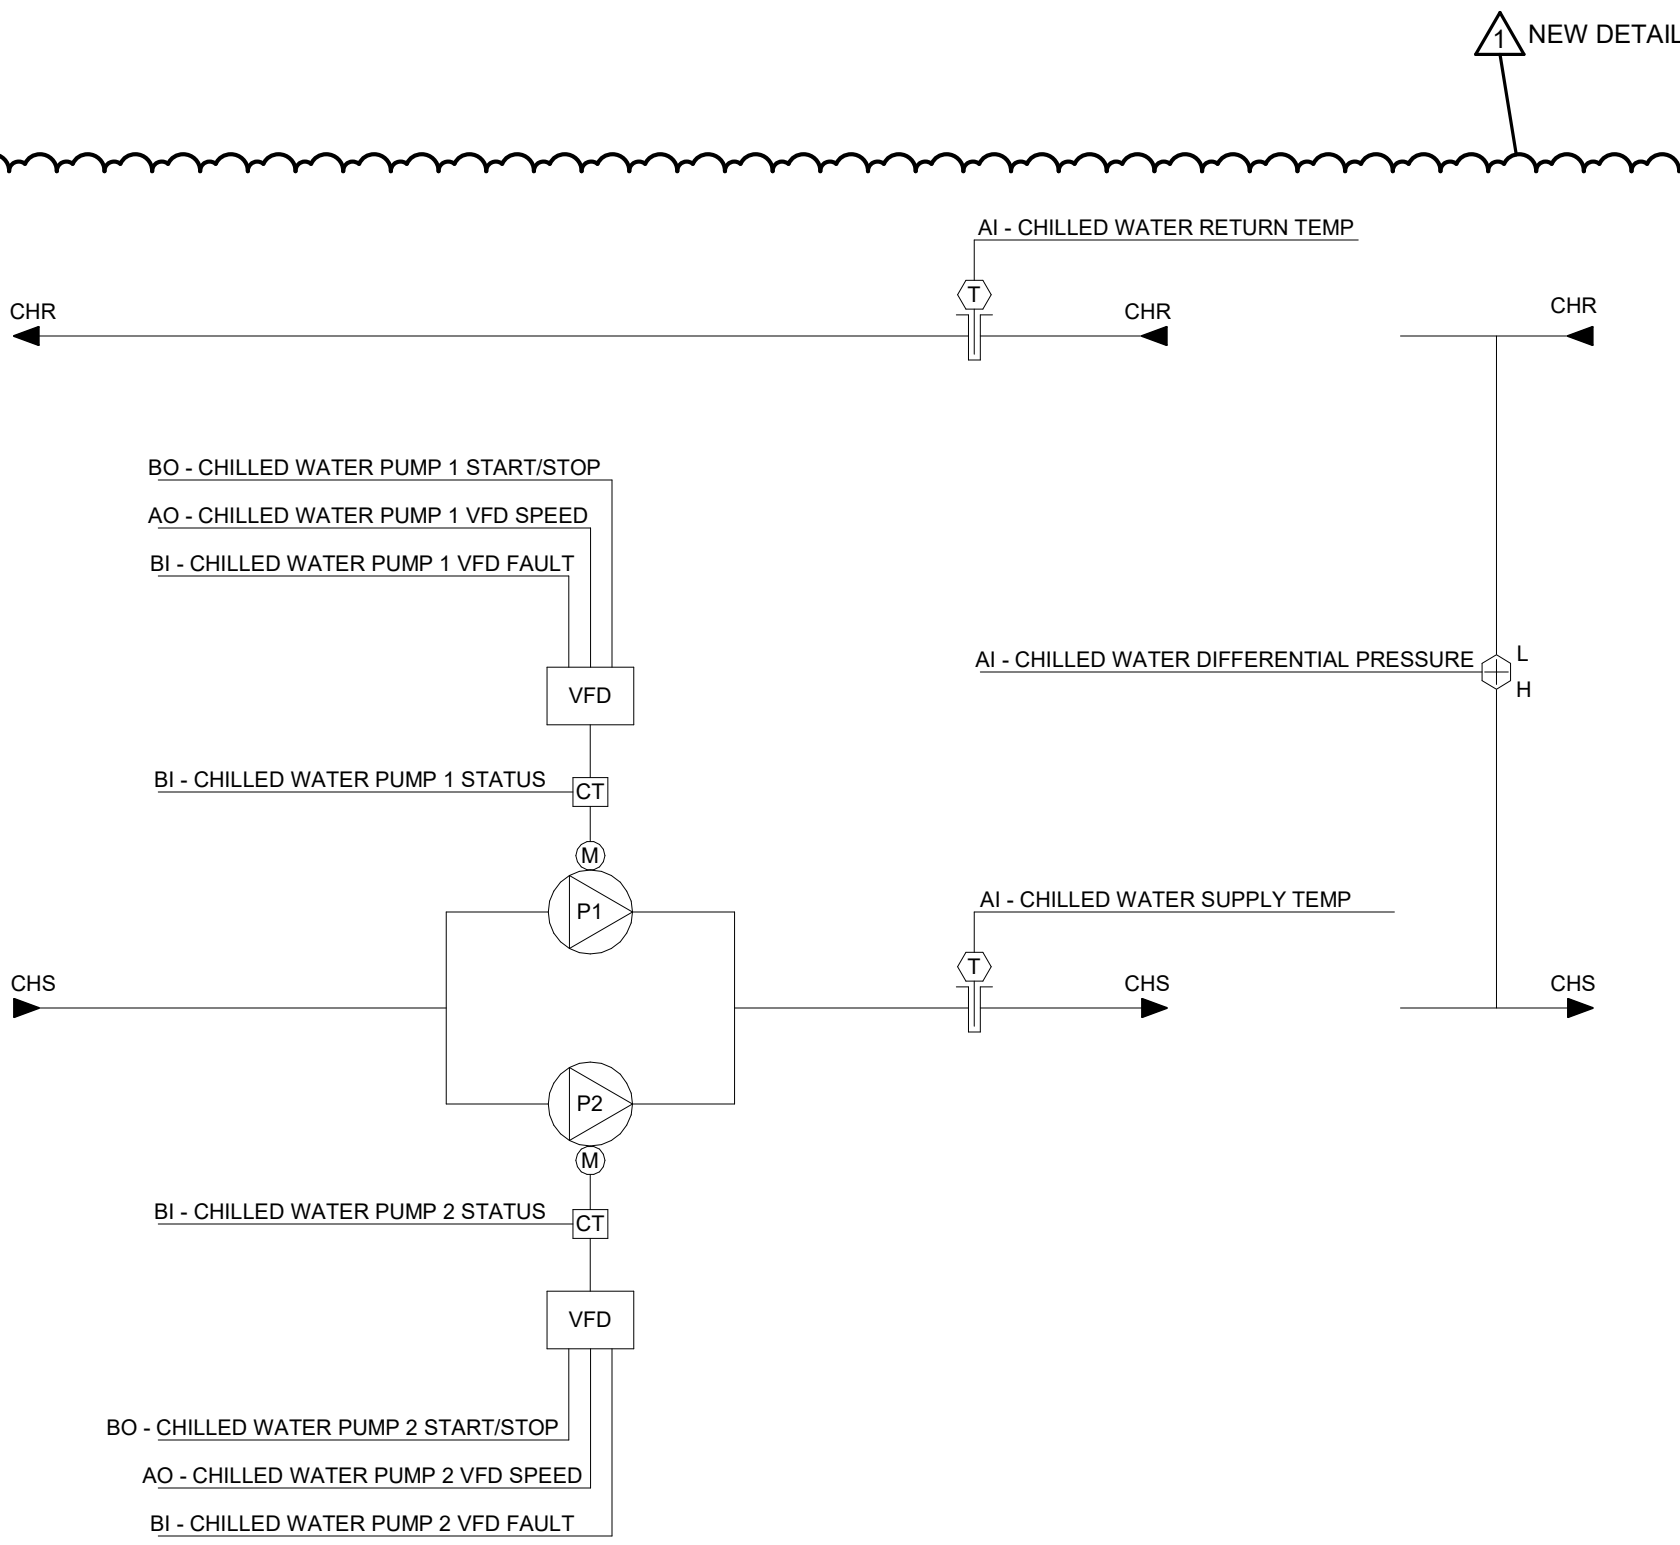 1 NEW DETAIL
AI - CHILLED WATER RETURN TEMP
T
CHR
CHR
CHR
BO - CHILLED WATER PUMP 1 START/STOP
AO - CHILLED WATER PUMP 1 VFD SPEED
BI - CHILLED WATER PUMP 1 VFD FAULT
VFD
AI - CHILLED WATER DIFFERENTIAL PRESSURE
L
H
BI - CHILLED WATER PUMP 1 STATUS
CT
M
P1
AI - CHILLED WATER SUPPLY TEMP
T
CHS
CHS
CHS
P2
M
BI - CHILLED WATER PUMP 2 STATUS
CT
VFD
BO - CHILLED WATER PUMP 2 START/STOP
AO - CHILLED WATER PUMP 2 VFD SPEED
BI - CHILLED WATER PUMP 2 VFD FAULT